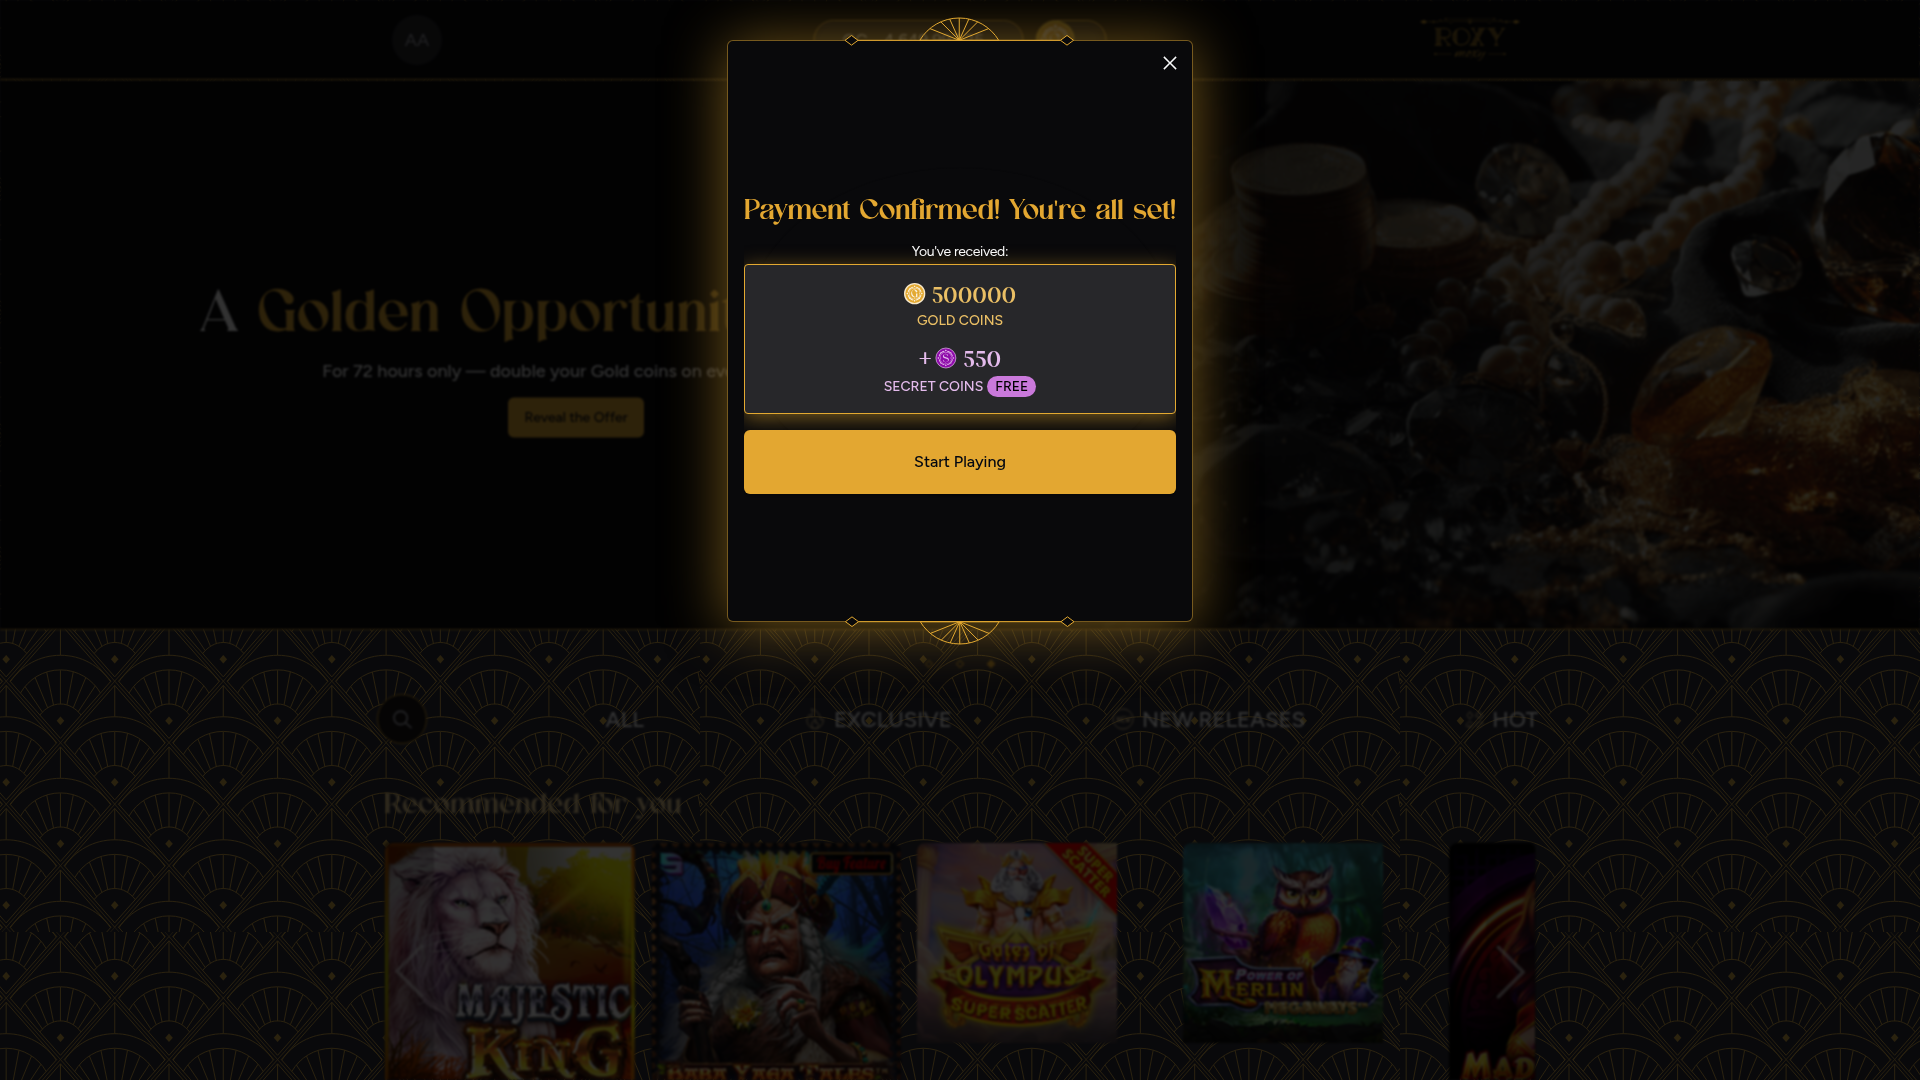 AA
ROXY
Payment Confirmed! You're all set!
You've received:
500000
GOLD COINS
+ 550
SECRET COINS FREE
Start Playing
A Golden Opportuni
For 72 hours only — double your Gold coins on ev
Reveal the Offer
ALL
EXCLUSIVE
NEW RELEASES
HOT
Recommended for you
MAJESTIC
KING
BABA YAGA TALES
SUPER
SCATTER
Gates of
OLYMPUS
SUPER SCATTER
POWER OF
MERLIN
MEGAWAYS
MAD